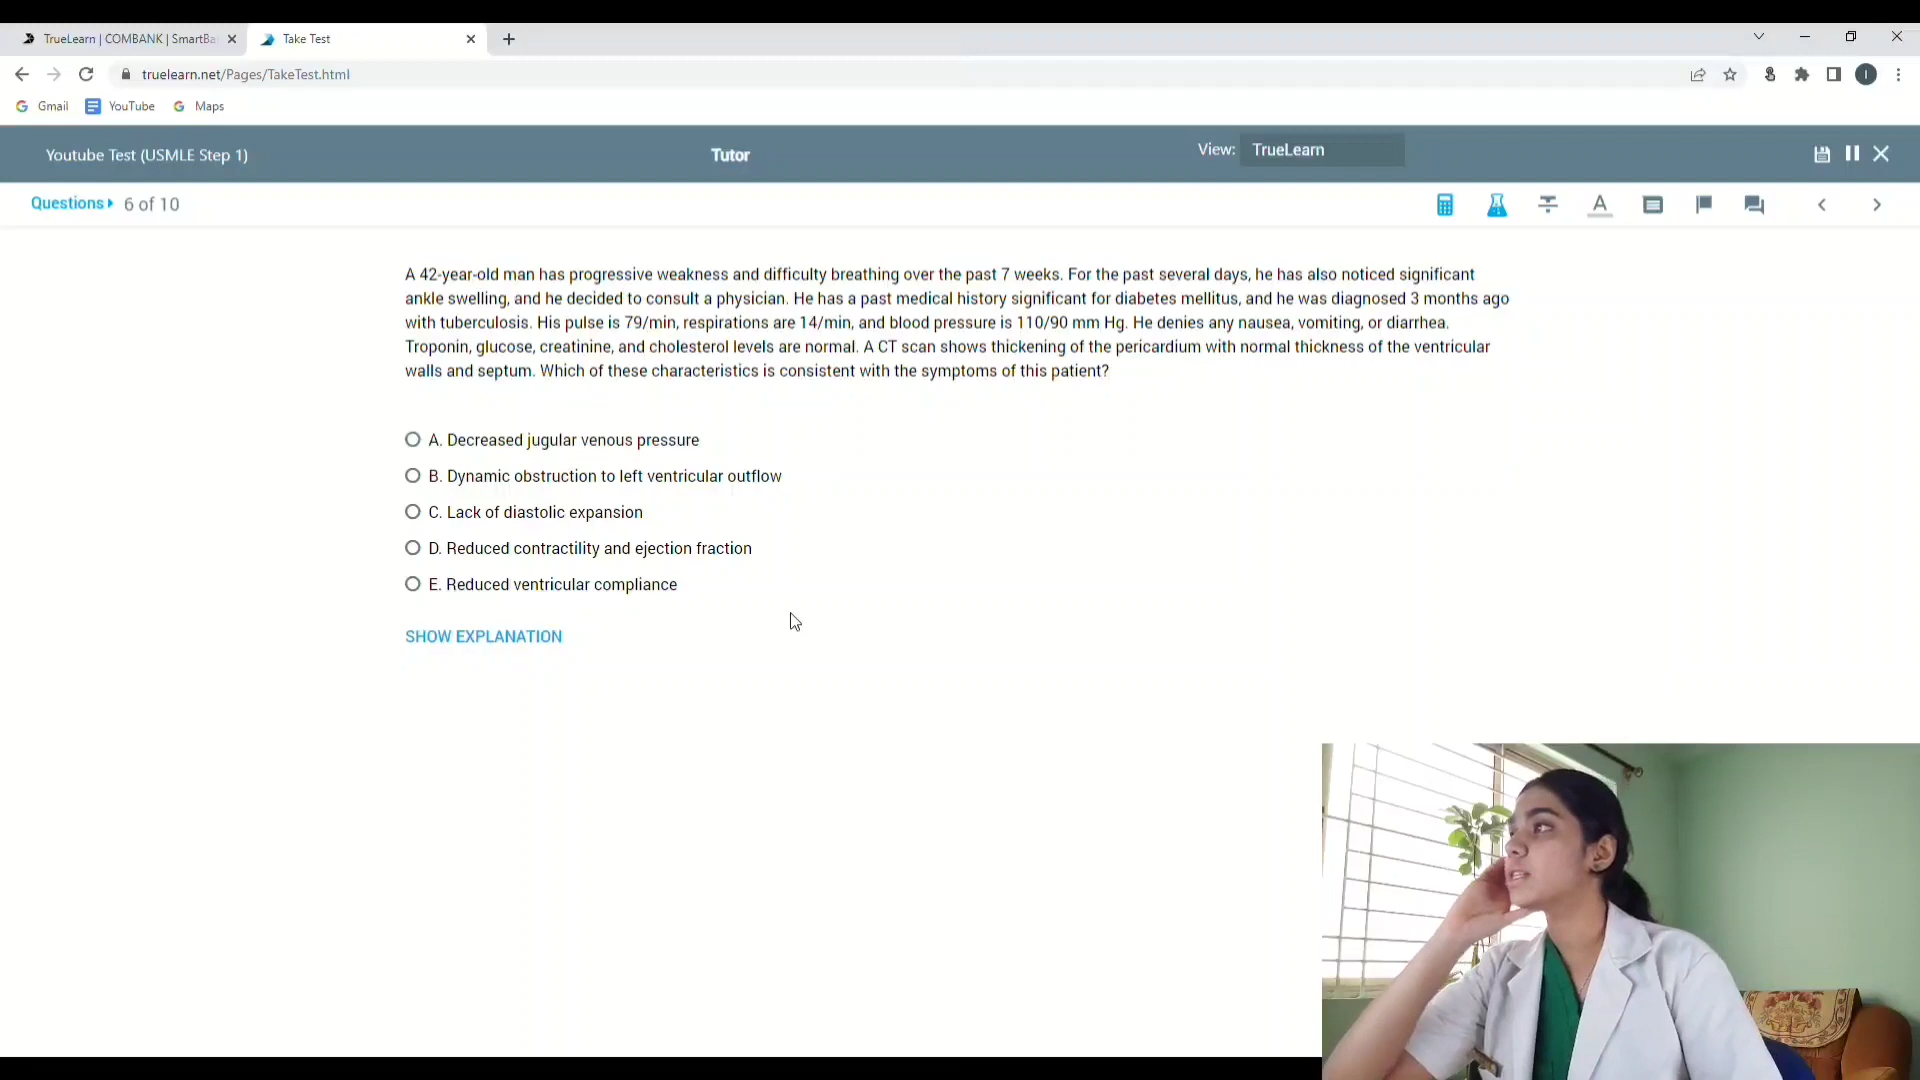 TrueLearn | COMBANK | SmartBa
Take Test
truelearn.net/Pages/TakeTest.html
I
Gmail
YouTube
Maps
Youtube Test (USMLE Step 1)
Tutor
View:
TrueLearn
Questions
6 of 10
A 42-year-old man has progressive weakness and difficulty breathing over the past 7 weeks. For the past several days, he has also noticed significant
ankle swelling, and he decided to consult a physician. He has a past medical history significant for diabetes mellitus, and he was diagnosed 3 months ago
with tuberculosis. His pulse is 79/min, respirations are 14/min, and blood pressure is 110/90 mm Hg. He denies any nausea, vomiting, or diarrhea.
Troponin, glucose, creatinine, and cholesterol levels are normal. A CT scan shows thickening of the pericardium with normal thickness of the ventricular
walls and septum. Which of these characteristics is consistent with the symptoms of this patient?
A. Decreased jugular venous pressure
B. Dynamic obstruction to left ventricular outflow
C. Lack of diastolic expansion
D. Reduced contractility and ejection fraction
E. Reduced ventricular compliance
SHOW EXPLANATION